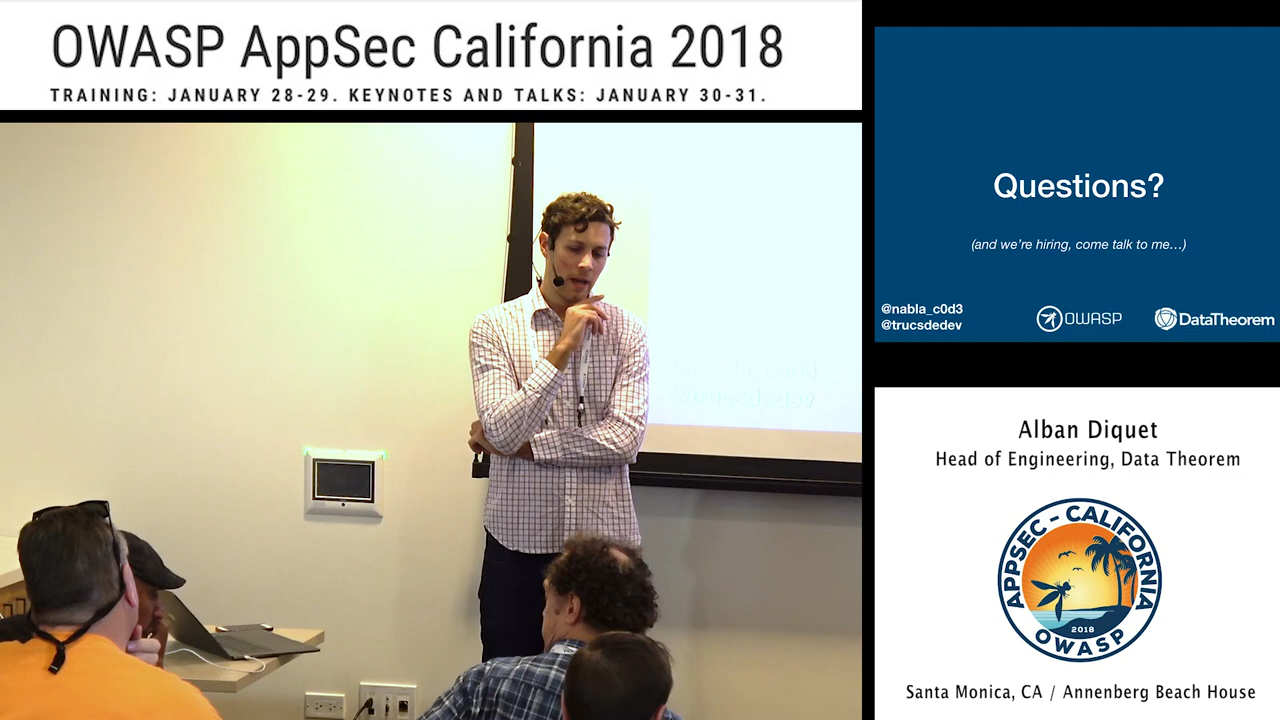 OWASP AppSec California 2018
TRAINING: JANUARY 28-29. KEYNOTES AND TALKS: JANUARY 30-31.
Questions?
(and we're hiring, come talk to me…)
@nabla_c0d3
@trucsdedev
OWASP
DataTheorem
Alban Diquet
Head of Engineering, Data Theorem
APPSEC - CALIFORNIA
2018
OWASP
Santa Monica, CA / Annenberg Beach House